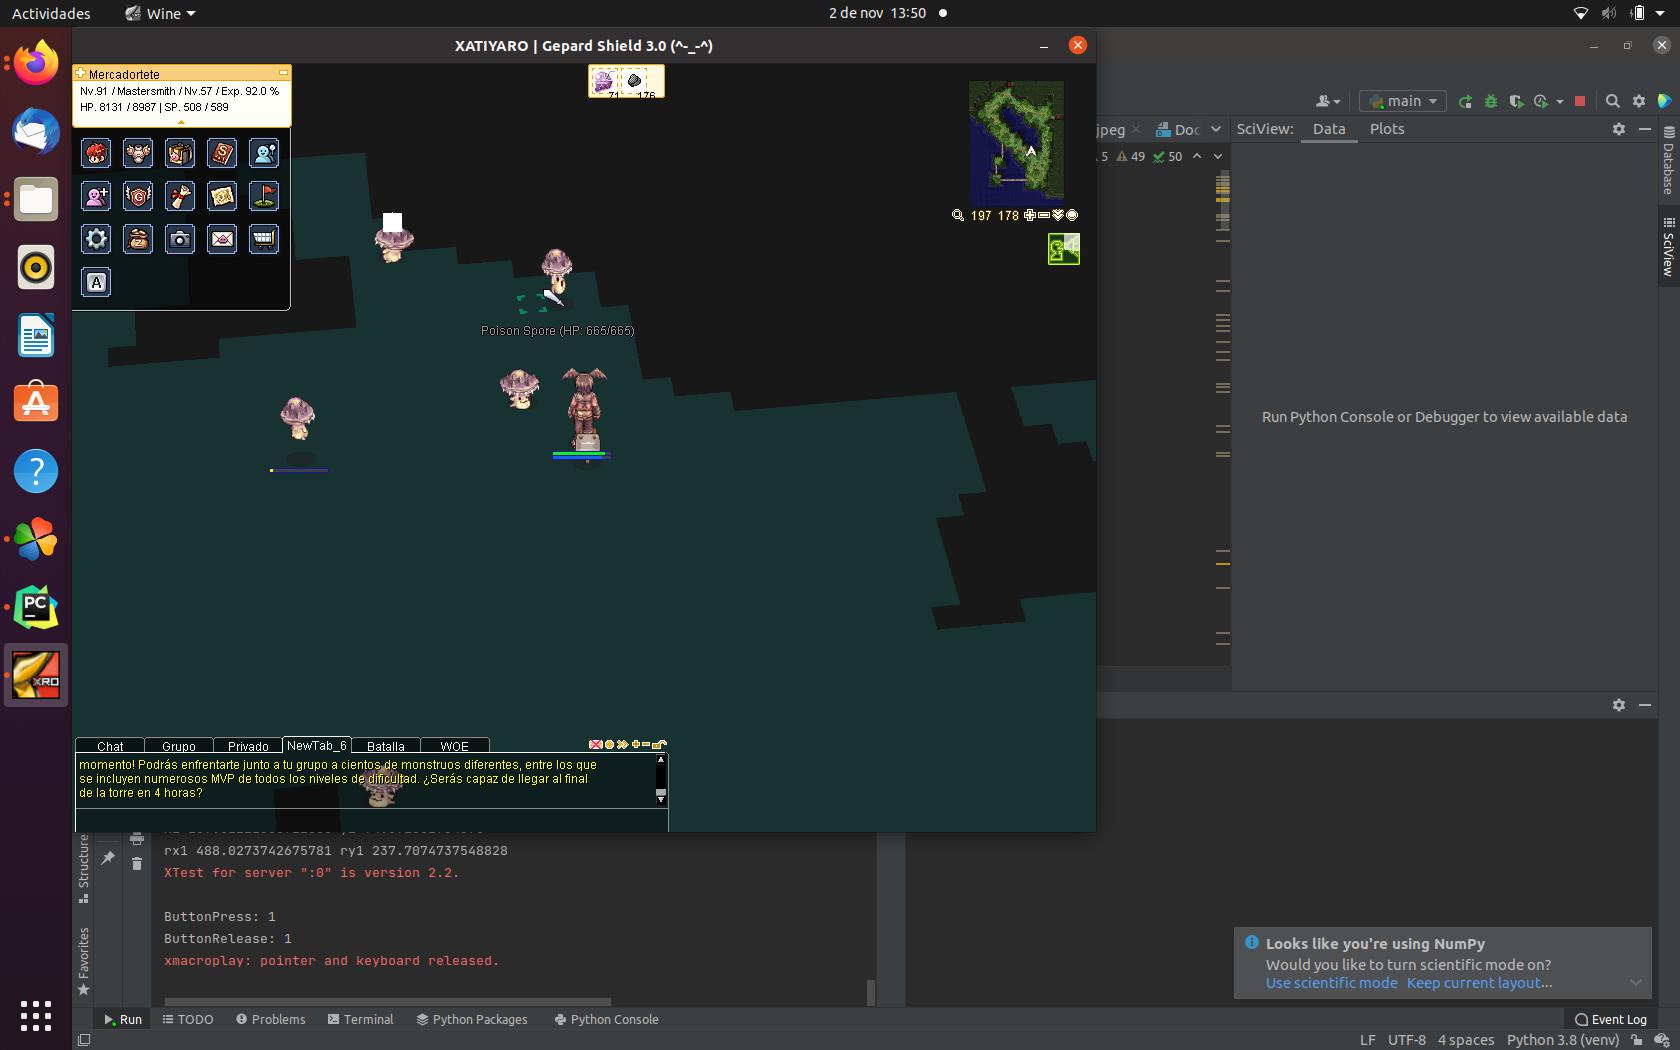 Actividades
Wine
2 de nov 13:50
XATIYARO | Gepard Shield 3.0 (^-_-^)
Mercadortete
Nv.91 / Mastersmith / Nv.57 / Exp. 92.0 %
HP. 8131 / 8987 | SP. 508 / 589
71 176
197 178
Poison Spore (HP: 665/665)
main
jpeg
Doc
SciView: Data Plots
5 49 50
Database
SciView
Run Python Console or Debugger to view available data
PC
XRO
Chat Grupo Privado NewTab_6 Batalla WOE
momento! Podrás enfrentarte junto a tu grupo a cientos de monstruos diferentes, entre los que
se incluyen numerosos MVP de todos los niveles de dificultad. ¿Serás capaz de llegar al final
de la torre en 4 horas?
rx1 488.0273742675781 ry1 237.7074737548828
XTest for server ":0" is version 2.2.
ButtonPress: 1
ButtonRelease: 1
xmacroplay: pointer and keyboard released.
Structure
Favorites
Looks like you're using NumPy
Would you like to turn scientific mode on?
Use scientific mode Keep current layout...
Run TODO Problems Terminal Python Packages Python Console
Event Log
LF UTF-8 4 spaces Python 3.8 (venv)